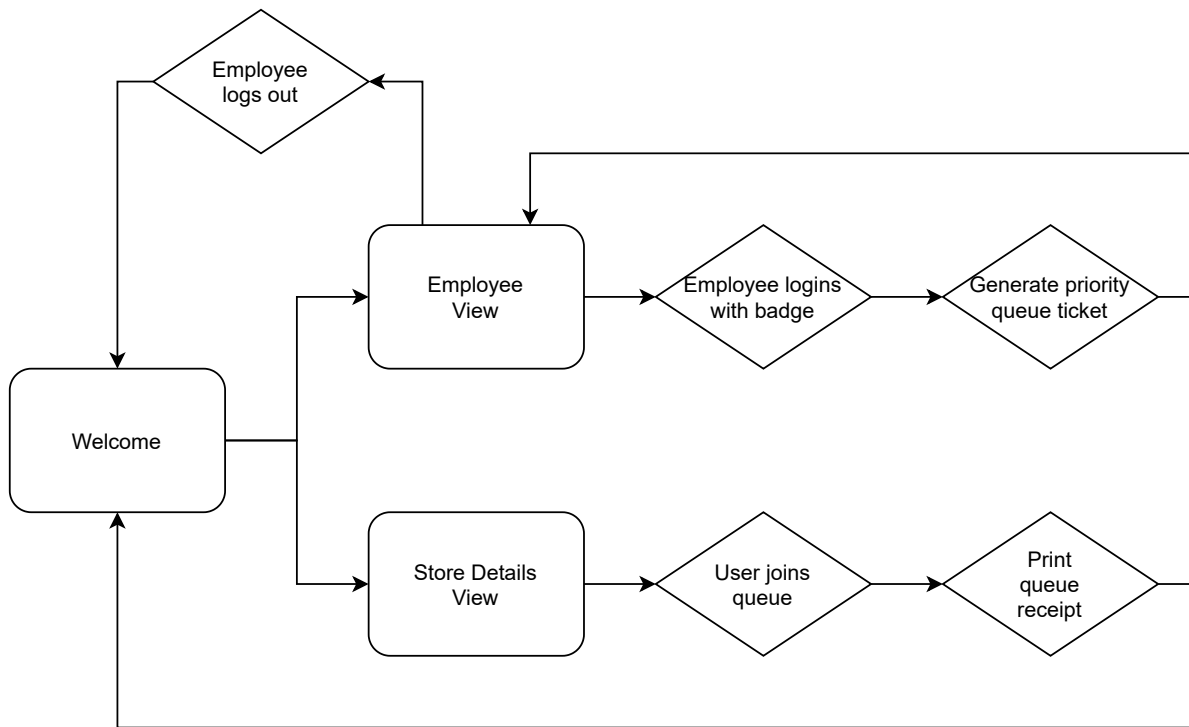 Employee
logs out
Employee
View
Employee logins
with badge
Generate priority
queue ticket
Welcome
Store Details
View
User joins
queue
Print
queue
receipt